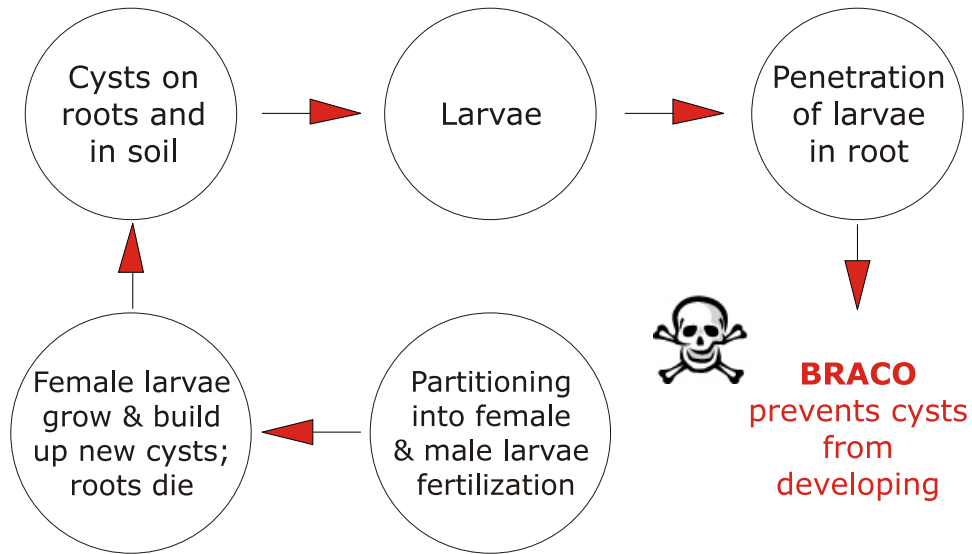 Cysts on
roots and
in soil
Larvae
Penetration
of larvae
in root
BRACO
prevents cysts
from
developing
Partitioning
into female
& male larvae
fertilization
Female larvae
grow & build
up new cysts;
roots die